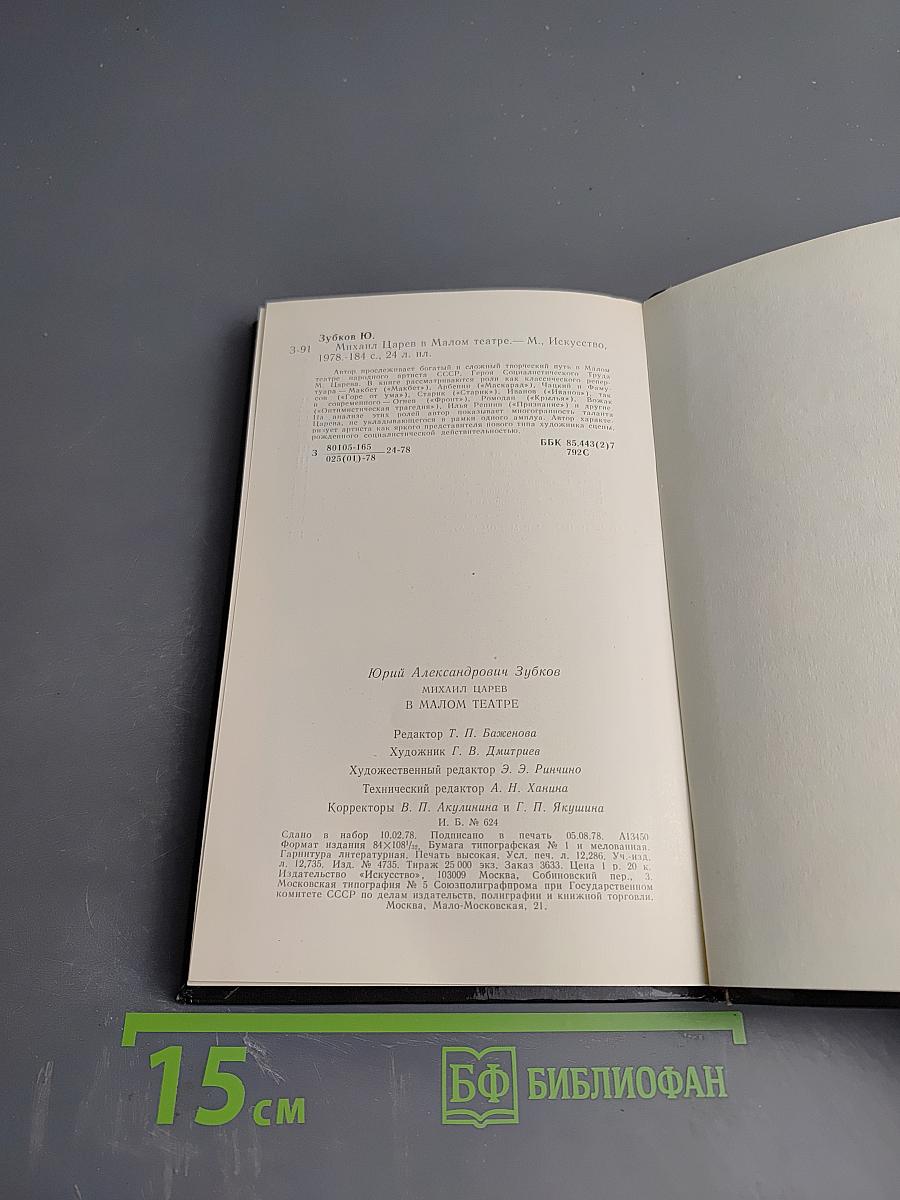 Зубков Ю.
З-91 Михаил Царев в Малом театре.— М., Искусство,
1978.-184 с., 24 л. ил.
Автор прослеживает богатый и сложный творческий путь в Малом
театре народного артиста СССР, Героя Социалистического Труда
М. Царева. В книге рассматриваются роли как классического репер-
туара — Макбет («Макбет»), Арбенин («Маскарад»), Чацкий и Фаму-
сов («Горе от ума»), Старик («Старик»), Иванов («Иванов»), так
и современного — Огнев («Фронт»), Ромодан («Крылья»), Вожак
(«Оптимистическая трагедия»), Илья Репнин («Признание») и другие.
На анализе этих ролей автор показывает многогранность таланта
Царева, не укладывающегося в рамки одного амплуа. Автор характе-
ризует артиста как яркого представителя нового типа художника сцены,
рожденного социалистической действительностью.
З 80105-165 24-78 ББК 85.443(2)7
025(01)-78 792С
Юрий Александрович Зубков
МИХАИЛ ЦАРЕВ
В МАЛОМ ТЕАТРЕ
Редактор Т. П. Баженова
Художник Г. В. Дмитриев
Художественный редактор Э. Э. Ринчино
Технический редактор А. Н. Ханина
Корректоры В. П. Акулинина и Г. П. Якушина
И. Б. № 624
Сдано в набор 10.02.78. Подписано в печать 05.08.78. А13450
Формат издания 84×108¹/₃₂. Бумага типографская № 1 и мелованная.
Гарнитура литературная. Печать высокая. Усл. печ. л. 12,286. Уч.-изд.
л. 12,735. Изд. № 4735. Тираж 25 000 экз. Заказ 3633. Цена 1 р. 20 к.
Издательство «Искусство», 103009 Москва, Собиновский пер., 3.
Московская типография № 5 Союзполиграфпрома при Государственном
комитете СССР по делам издательств, полиграфии и книжной торговли.
Москва, Мало-Московская, 21.
15 см БФ БИБЛИОФАН